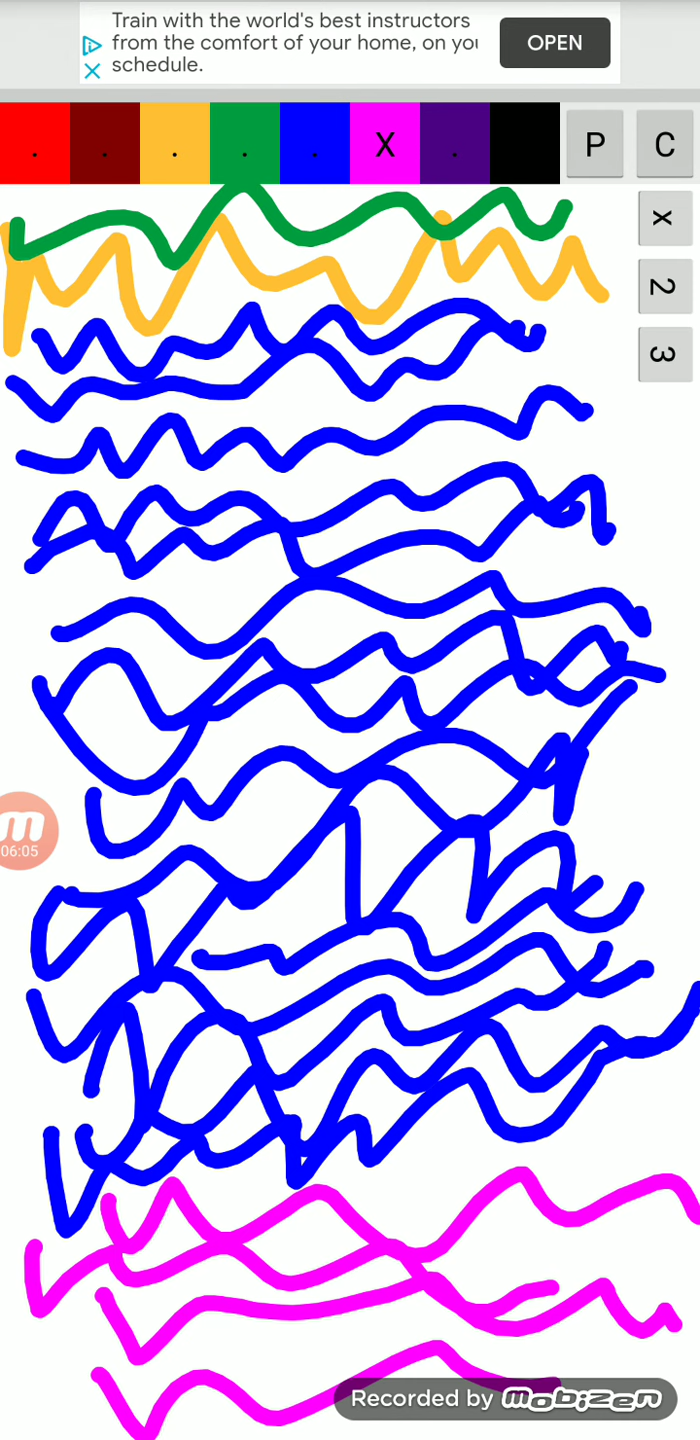 Train with the world's best instructors
from the comfort of your home, on you
schedule.
OPEN
. . . . . X .
P
C
x
2
3
m
06:05
Recorded by mobizen